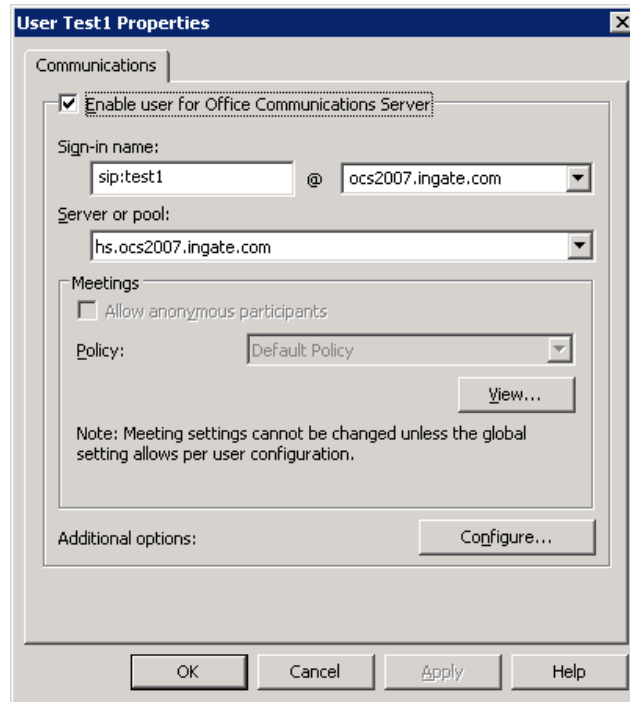 User Test1 Properties
Communications
Enable user for Office Communications Server
Sign-in name:
sip:test1 @ ocs2007.ingate.com
Server or pool:
hs.ocs2007.ingate.com
Meetings
Allow anonymous participants
Policy: Default Policy
View...
Note: Meeting settings cannot be changed unless the global
setting allows per user configuration.
Additional options: Configure...
OK Cancel Apply Help